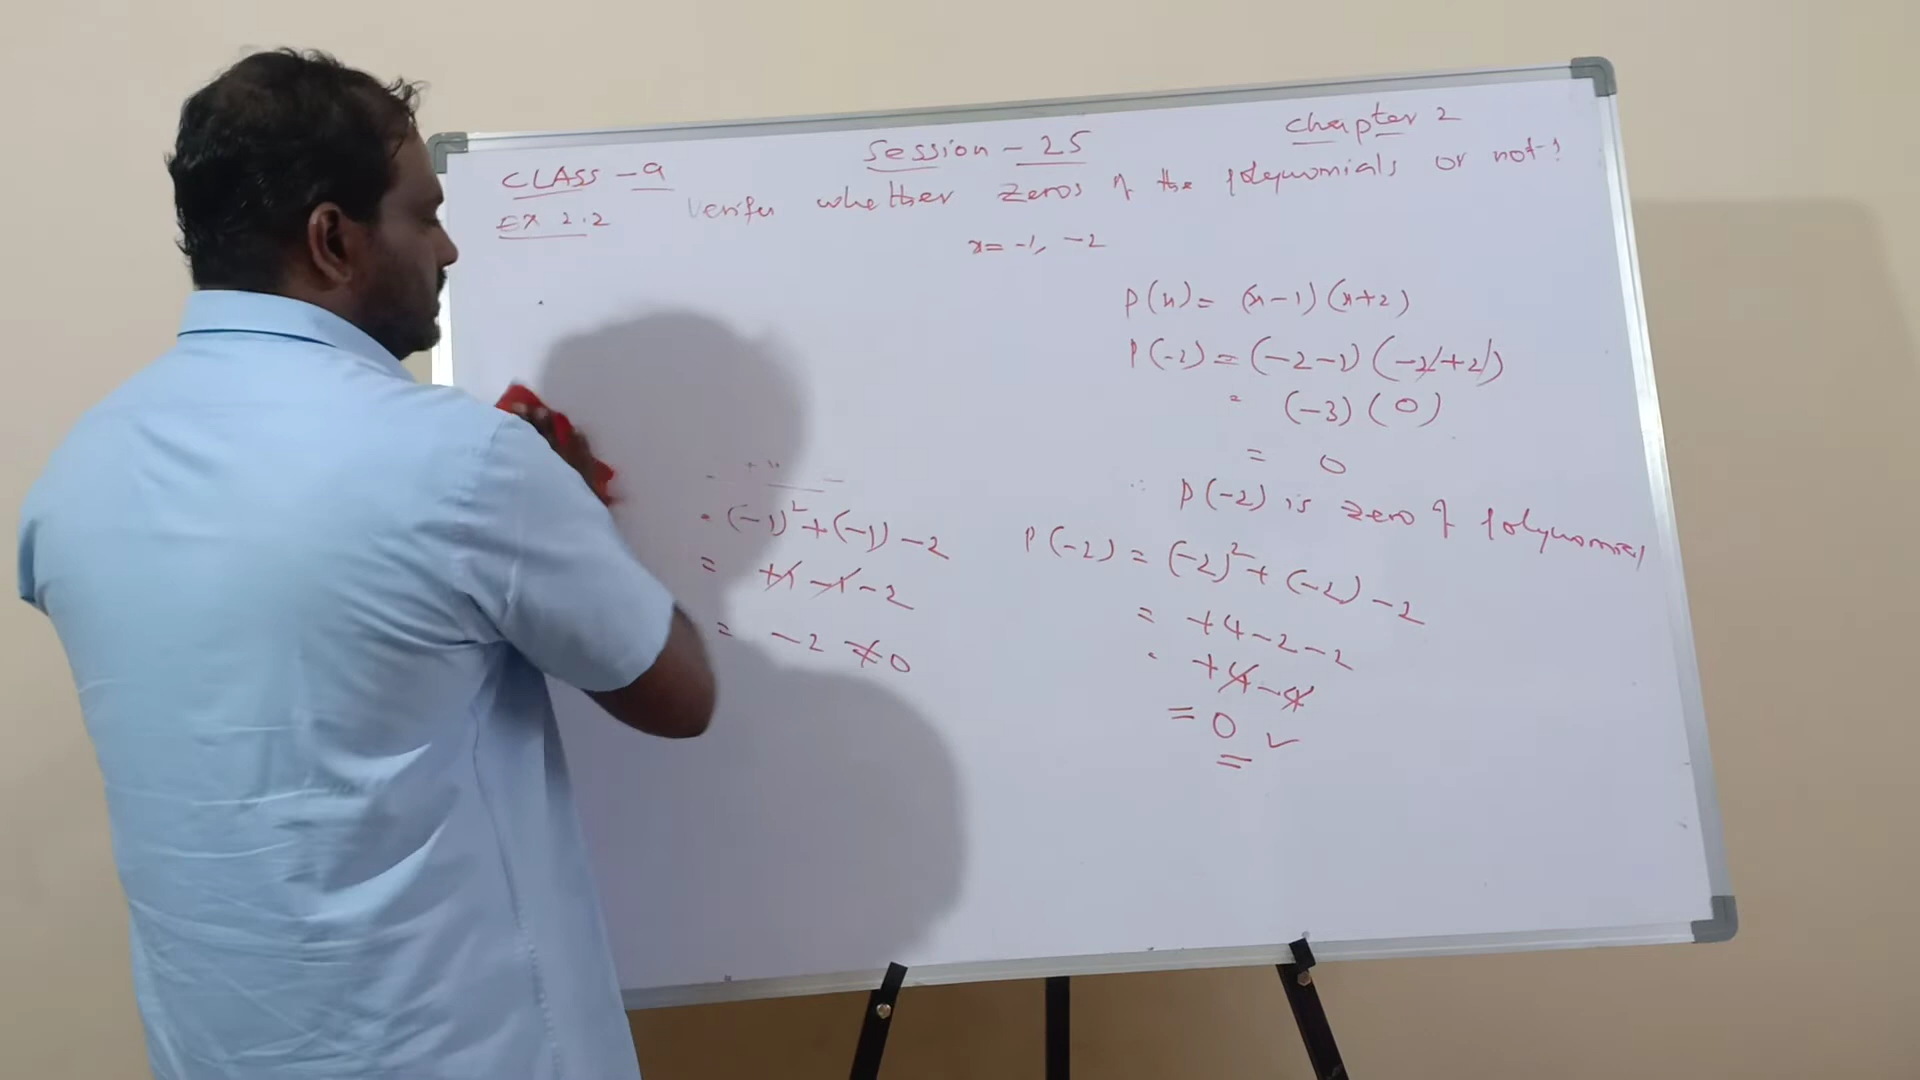 CLASS - 9
Session - 25
Chapter 2
EX 2.2
Verifu whether zeros of the polynomials or not!
x = -1, -2
P(x) = (x-1)(x+2)
P(-2) = (-2-1)(-2+2)
= (-3)(0)
= 0
∴ P(-2) is zero of polynomial
= (-1)²+(-1)-2
= +1-1-2
= -2 ≠ 0
P(-2) = (-2)²+(-2)-2
= +4-2-2
= +4-4
= 0 ✓